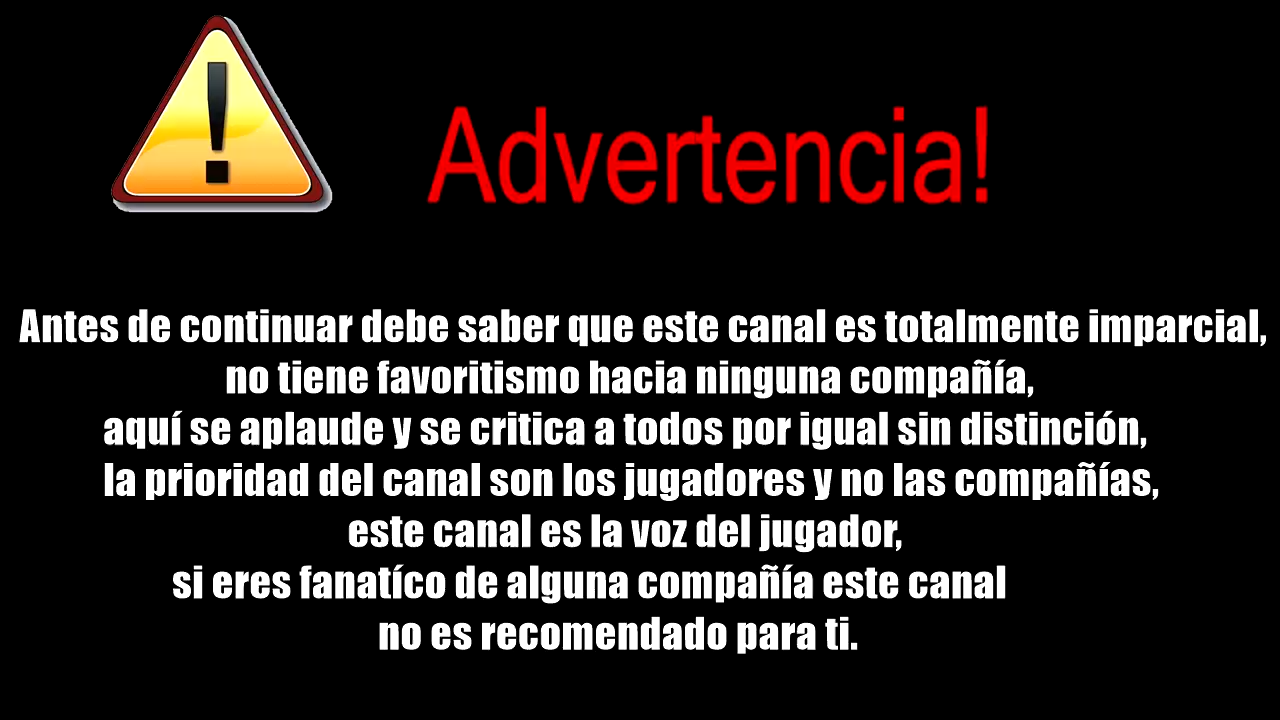 Advertencia!
Antes de continuar debe saber que este canal es totalmente imparcial,
no tiene favoritismo hacia ninguna compañía,
aquí se aplaude y se critica a todos por igual sin distinción,
la prioridad del canal son los jugadores y no las compañías,
este canal es la voz del jugador,
si eres fanatíco de alguna compañía este canal
no es recomendado para ti.